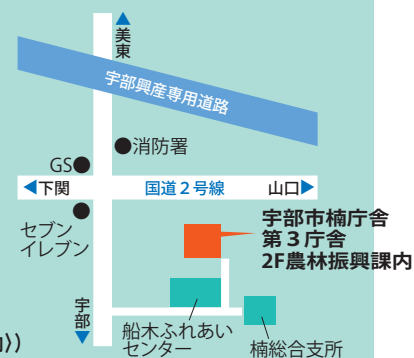 ▲
美東
宇部興産専用道路
●消防署
GS●
◀下関
国道２号線
山口▶
●
セブン
イレブン
宇部市楠庁舎
第３庁舎
2F農林振興課内
宇部
▼
船木ふれあい
センター
楠総合支所